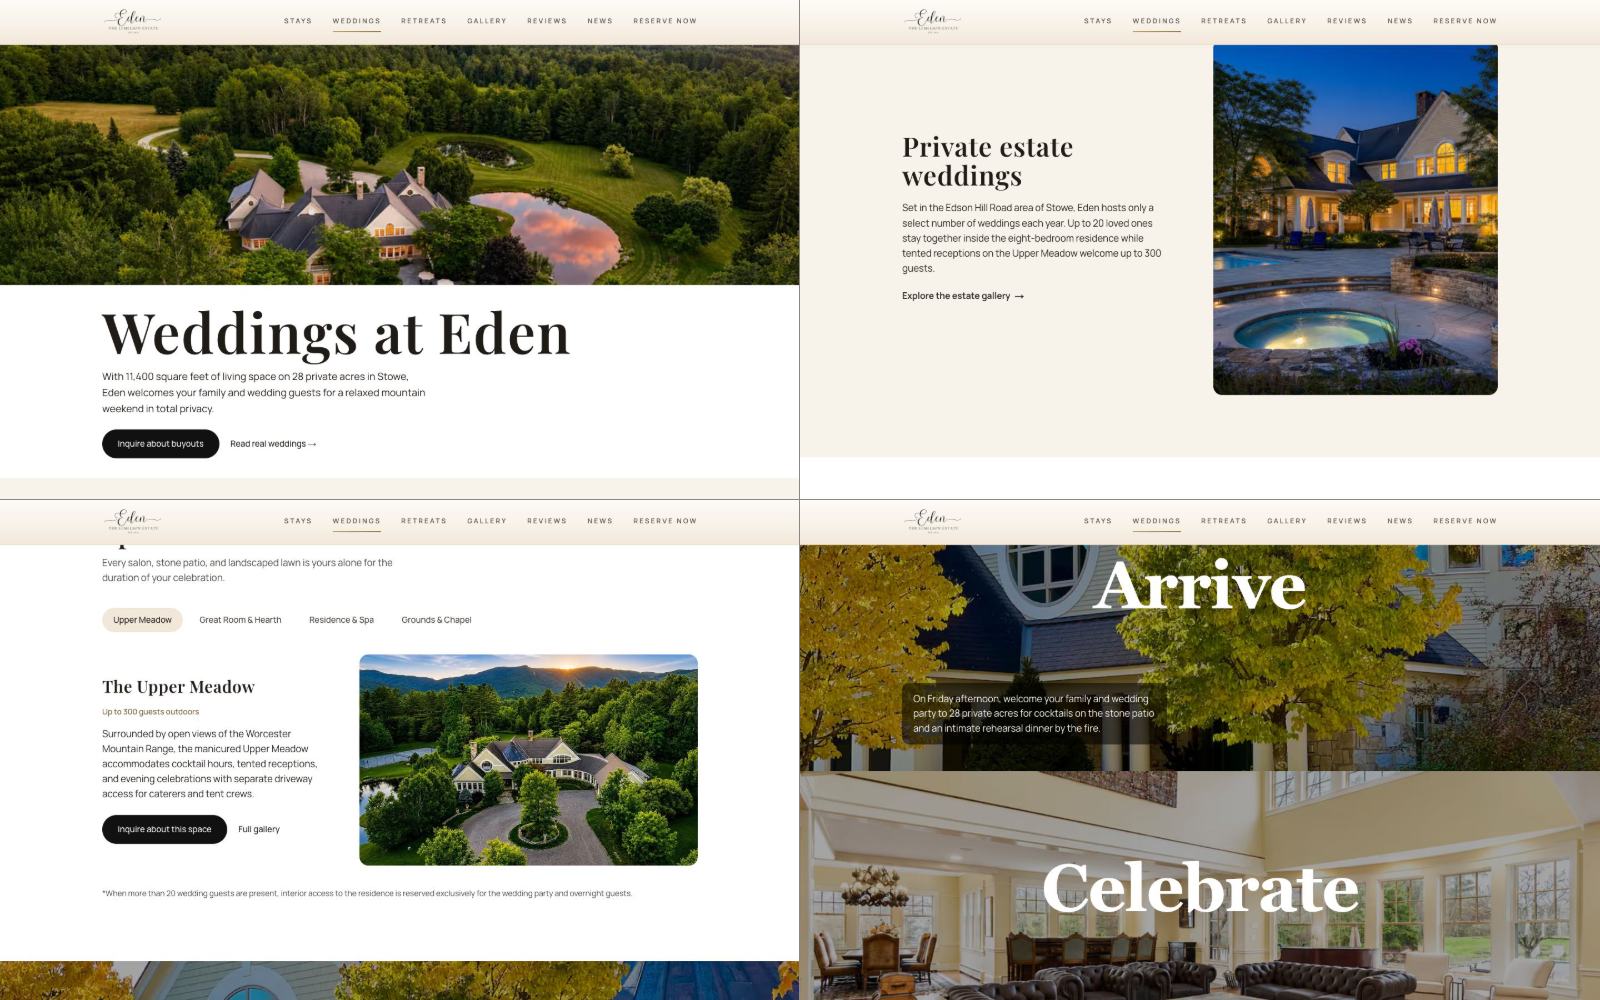 Eden
STAYS WEDDINGS RETREATS GALLERY REVIEWS NEWS RESERVE NOW
Weddings at Eden
With 11,400 square feet of living space on 28 private acres in Stowe,
Eden welcomes your family and wedding guests for a relaxed mountain
weekend in total privacy.
Inquire about buyouts Read real weddings →
Eden
STAYS WEDDINGS RETREATS GALLERY REVIEWS NEWS RESERVE NOW
Private estate
weddings
Set in the Edson Hill Road area of Stowe, Eden hosts only a
select number of weddings each year. Up to 20 loved ones
stay together inside the eight-bedroom residence while
tented receptions on the Upper Meadow welcome up to 300
guests.
Explore the estate gallery →
Eden
STAYS WEDDINGS RETREATS GALLERY REVIEWS NEWS RESERVE NOW
Every salon, stone patio, and landscaped lawn is yours alone for the
duration of your celebration.
Upper Meadow Great Room & Hearth Residence & Spa Grounds & Chapel
The Upper Meadow
Up to 300 guests outdoors
Surrounded by open views of the Worcester
Mountain Range, the manicured Upper Meadow
accommodates cocktail hours, tented receptions,
and evening celebrations with separate driveway
access for caterers and tent crews.
Inquire about this space Full gallery
*When more than 20 wedding guests are present, interior access to the residence is reserved exclusively for the wedding party and overnight guests.
Eden
STAYS WEDDINGS RETREATS GALLERY REVIEWS NEWS RESERVE NOW
Arrive
On Friday afternoon, welcome your family and wedding
party to 28 private acres for cocktails on the stone patio
and an intimate rehearsal dinner by the fire.
Celebrate